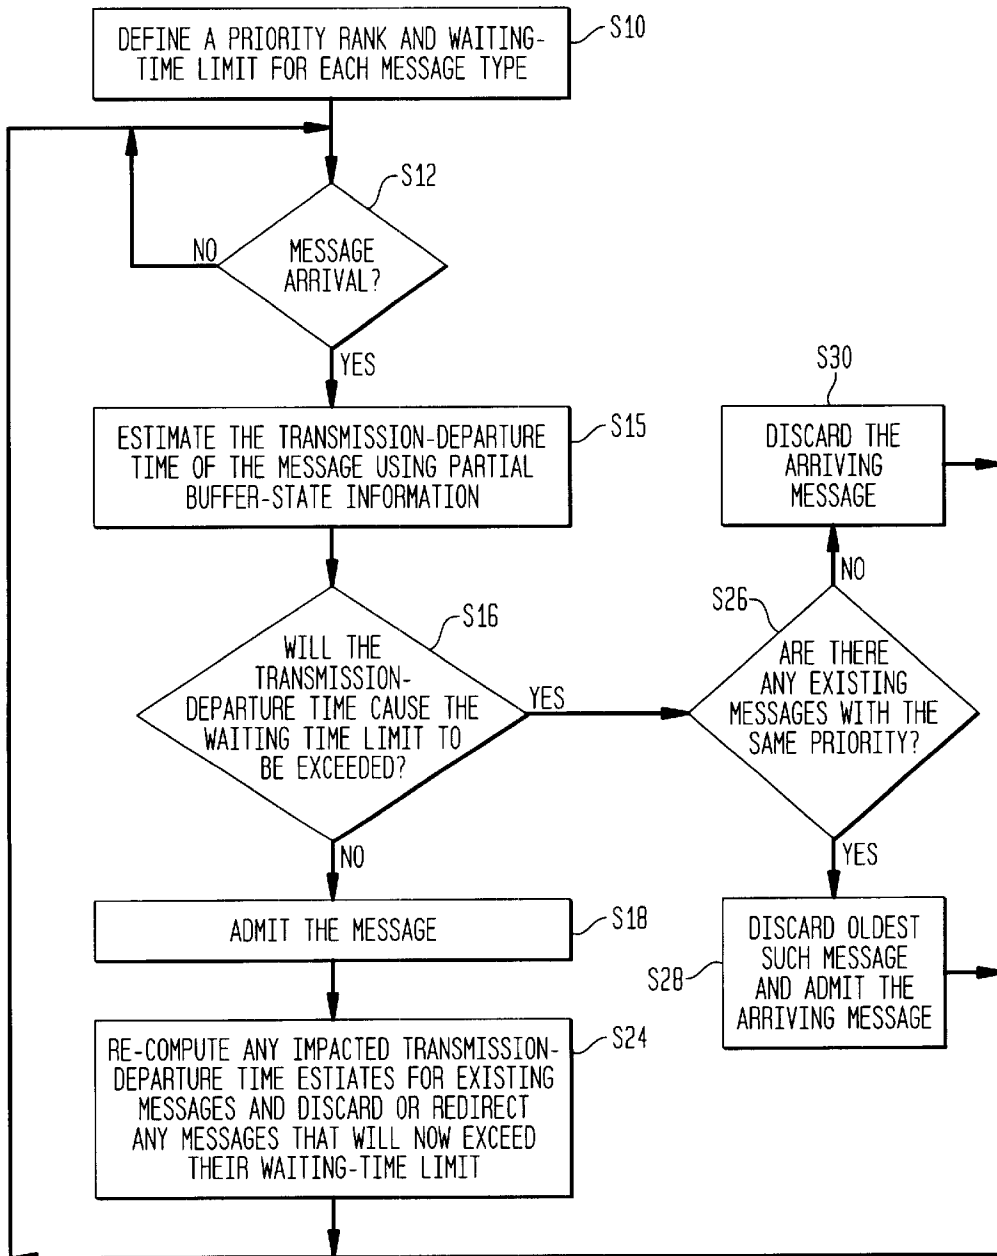 DEFINE A PRIORITY RANK AND WAITING-
TIME LIMIT FOR EACH MESSAGE TYPE
S10
S12
NO
MESSAGE
ARRIVAL?
YES
ESTIMATE THE TRANSMISSION-DEPARTURE
TIME OF THE MESSAGE USING PARTIAL
BUFFER-STATE INFORMATION
S15
S30
DISCARD THE
ARRIVING
MESSAGE
NO
S16
WILL THE
TRANSMISSION-
DEPARTURE TIME CAUSE THE
WAITING TIME LIMIT TO
BE EXCEEDED?
YES
S26
ARE THERE
ANY EXISTING
MESSAGES WITH THE
SAME PRIORITY?
NO
YES
ADMIT THE MESSAGE
S18
DISCARD OLDEST
SUCH MESSAGE
AND ADMIT THE
ARRIVING MESSAGE
S28
S24
RE-COMPUTE ANY IMPACTED TRANSMISSION-
DEPARTURE TIME ESTIATES FOR EXISTING
MESSAGES AND DISCARD OR REDIRECT
ANY MESSAGES THAT WILL NOW EXCEED
THEIR WAITING-TIME LIMIT